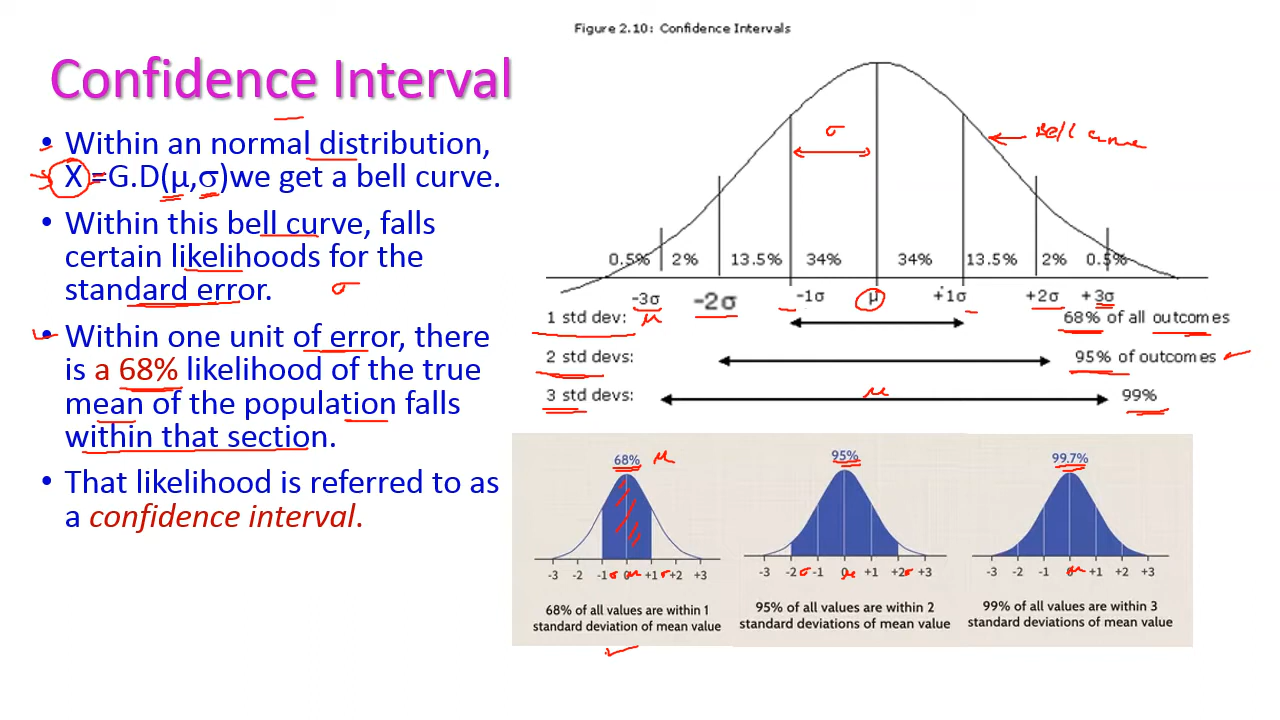 Figure 2.10: Confidence Intervals
Confidence Interval
• Within an normal distribution,
X =G.D(μ,σ)we get a bell curve.
• Within this bell curve, falls
certain likelihoods for the
standard error.
σ
• Within one unit of error, there
is a 68% likelihood of the true
mean of the population falls
within that section.
• That likelihood is referred to as
a confidence interval.
σ
Bell curve
0.5% 2% 13.5% 34% 34% 13.5% 2% 0.5%
-3σ -2σ -1σ μ +1σ +2σ +3σ
μ
1 std dev: 68% of all outcomes
2 std devs: 95% of outcomes
3 std devs: μ 99%
68% μ
-3 -2 -1σ 0 μ +1σ +2 +3
68% of all values are within 1
standard deviation of mean value
95%
-3 -2σ -1 0 μ +1 +2σ +3
95% of all values are within 2
standard deviations of mean value
99.7%
-3 -2 -1 0 μ +1 +2 +3
99% of all values are within 3
standard deviations of mean value